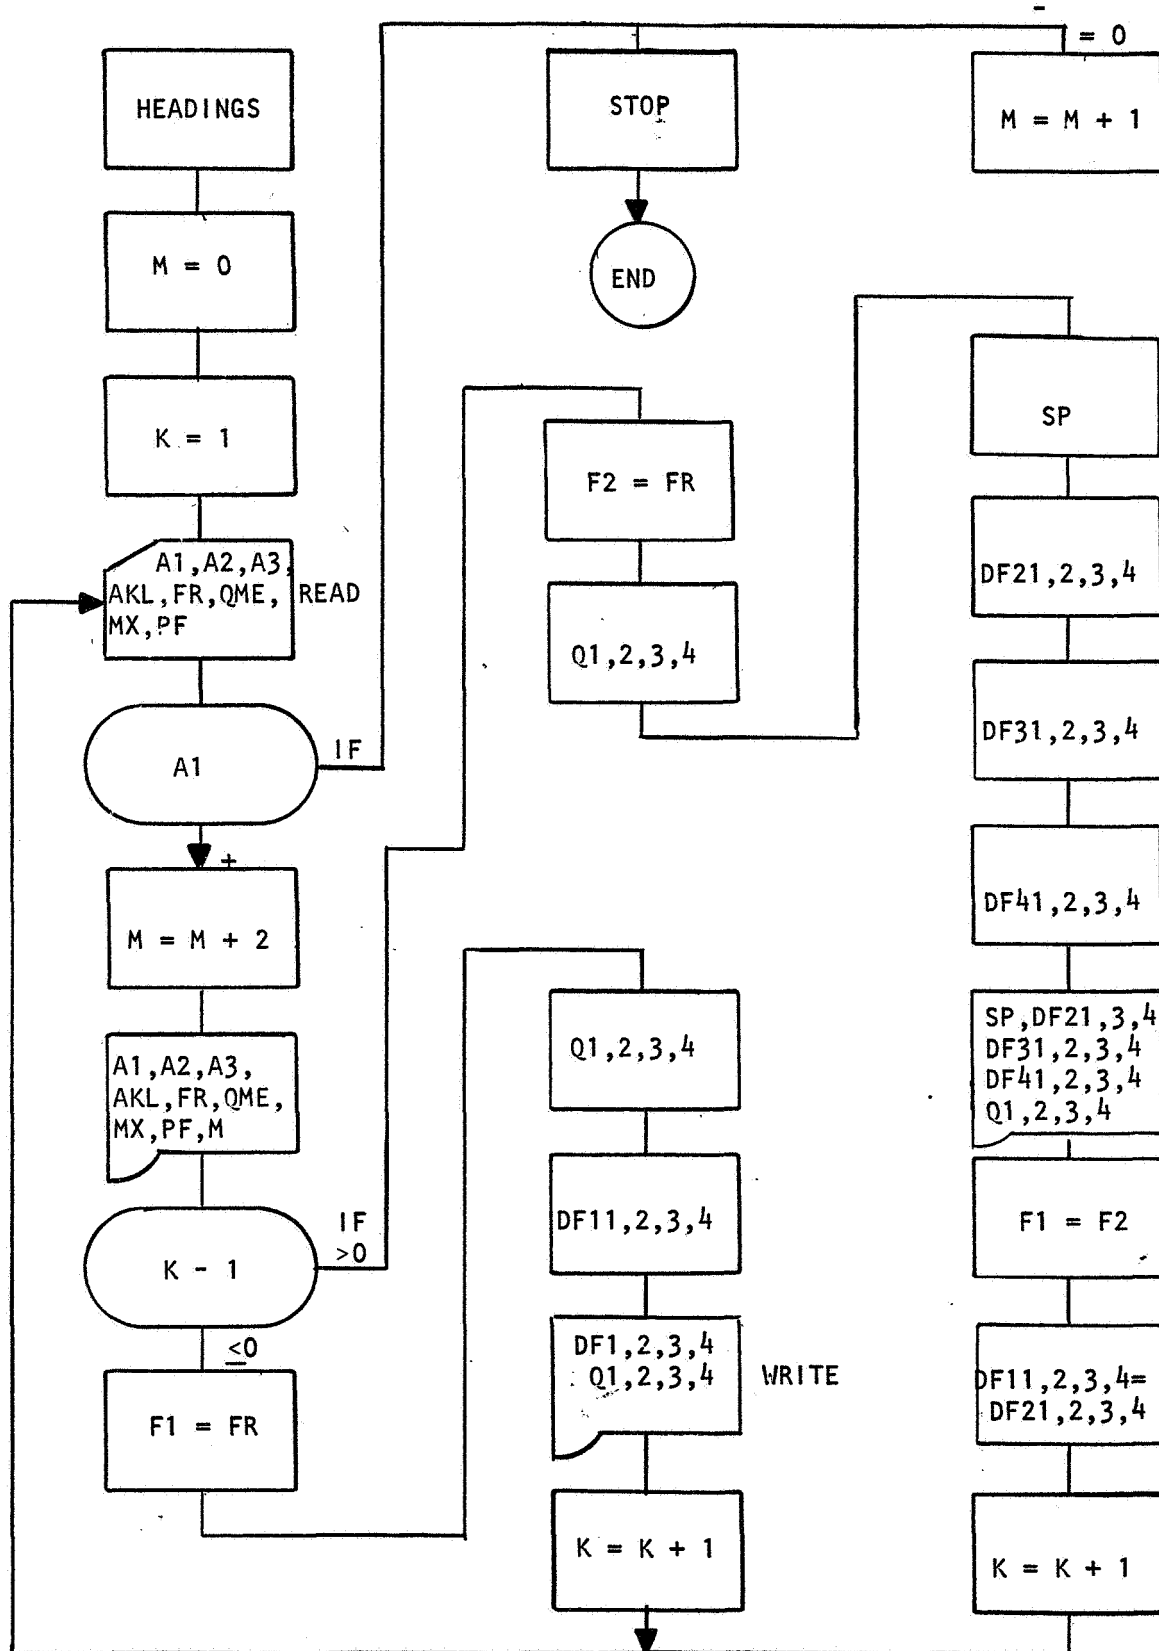 HEADINGS
M = 0
K = 1
A1,A2,A3,
AKL,FR,QME, READ
MX,PF
A1
IF
+
M = M + 2
A1,A2,A3,
AKL,FR,QME,
MX,PF,M
K - 1
IF
>0
≤0
F1 = FR
-
= 0
STOP
END
F2 = FR
Q1,2,3,4
Q1,2,3,4
DF11,2,3,4
DF1,2,3,4
Q1,2,3,4
WRITE
K = K + 1
M = M + 1
SP
DF21,2,3,4
DF31,2,3,4
DF41,2,3,4
SP,DF21,3,4
DF31,2,3,4
DF41,2,3,4
Q1,2,3,4
F1 = F2
DF11,2,3,4=
DF21,2,3,4
K = K + 1